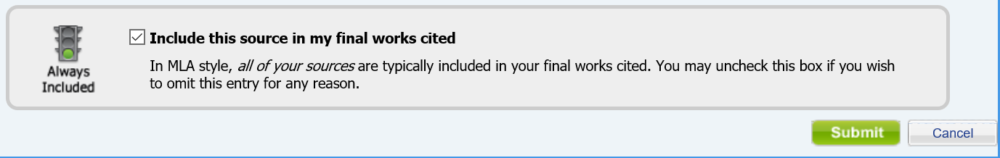 Always
Included
Include this source in my final works cited
In MLA style, all of your sources are typically included in your final works cited. You may uncheck this box if you wish
to omit this entry for any reason.
Submit
Cancel